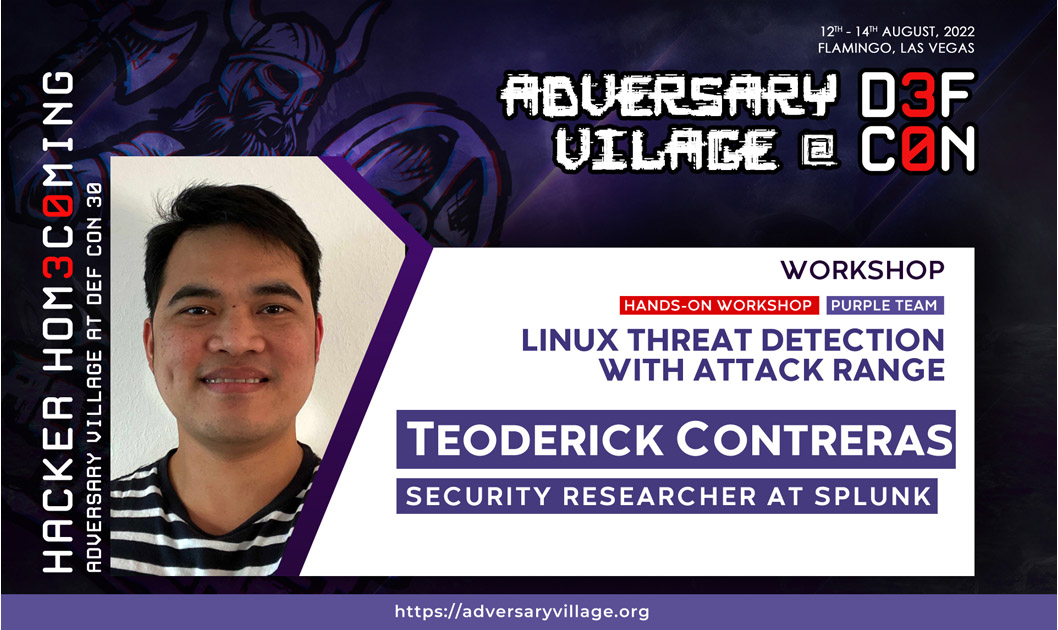 12TH - 14TH AUGUST, 2022
FLAMINGO, LAS VEGAS
ADVERSARY D3F
VILAGE @ C0N
HACKER HOM3C0MING
ADVERSARY VILLAGE AT DEF CON 30
WORKSHOP
HANDS-ON WORKSHOP PURPLE TEAM
LINUX THREAT DETECTION
WITH ATTACK RANGE
TEODERICK CONTRERAS
SECURITY RESEARCHER AT SPLUNK
https://adversaryvillage.org